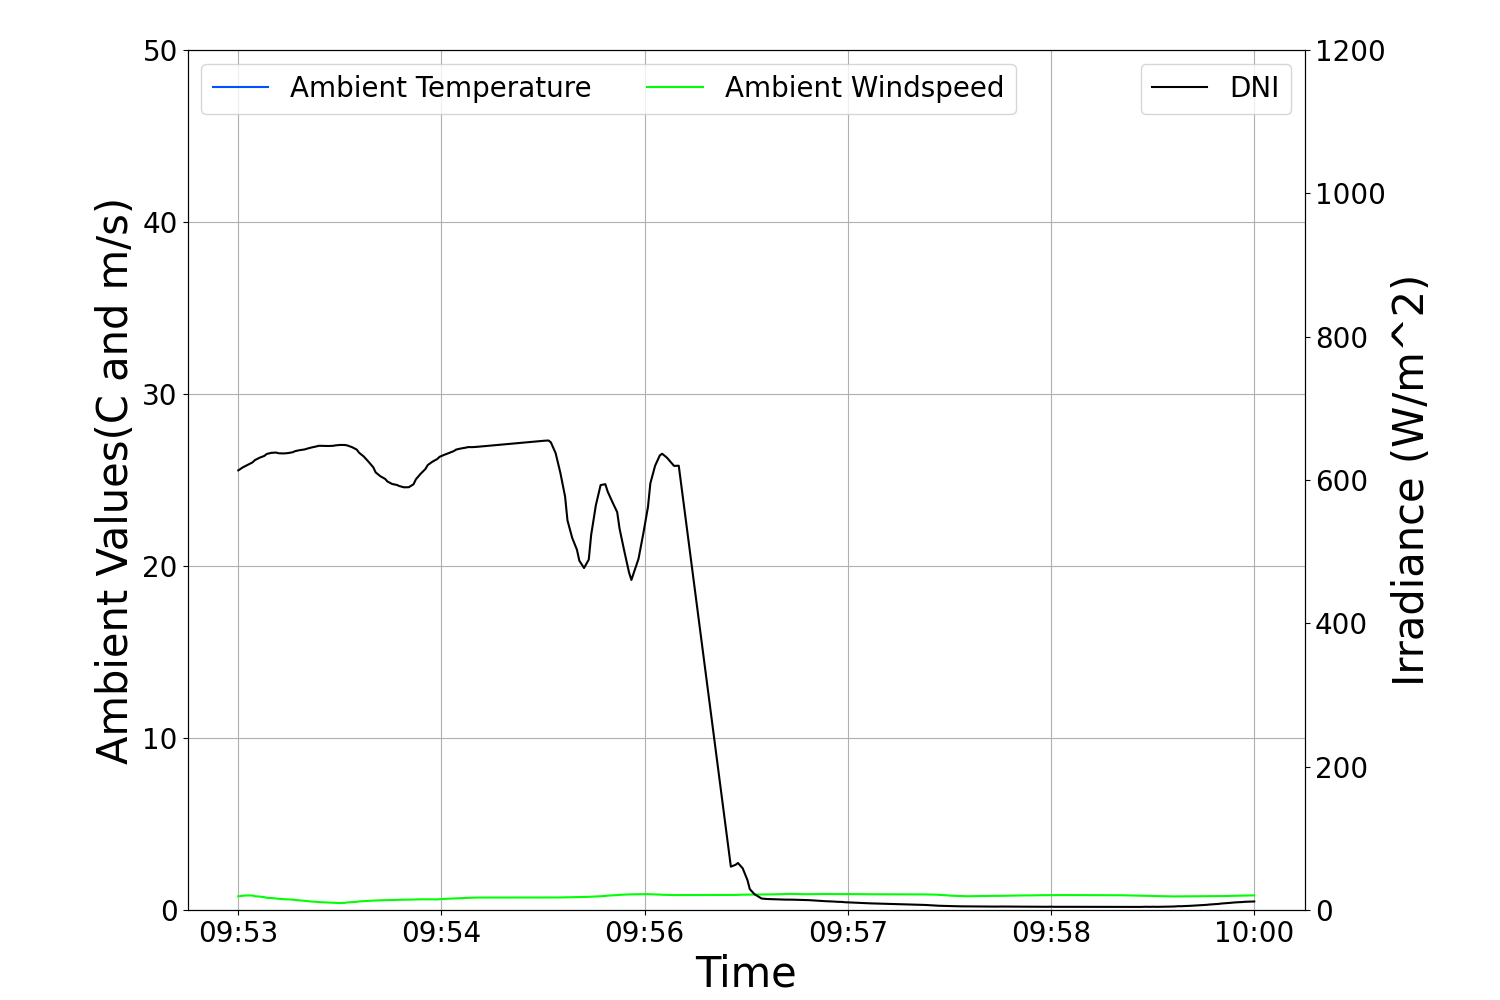 Ambient Temperature
Ambient Windspeed
DNI
Ambient Values(C and m/s)
50
40
30
20
10
0
1200
1000
800
600
400
200
0
Irradiance (W/m^2)
09:53 09:54 09:56 09:57 09:58 10:00
Time